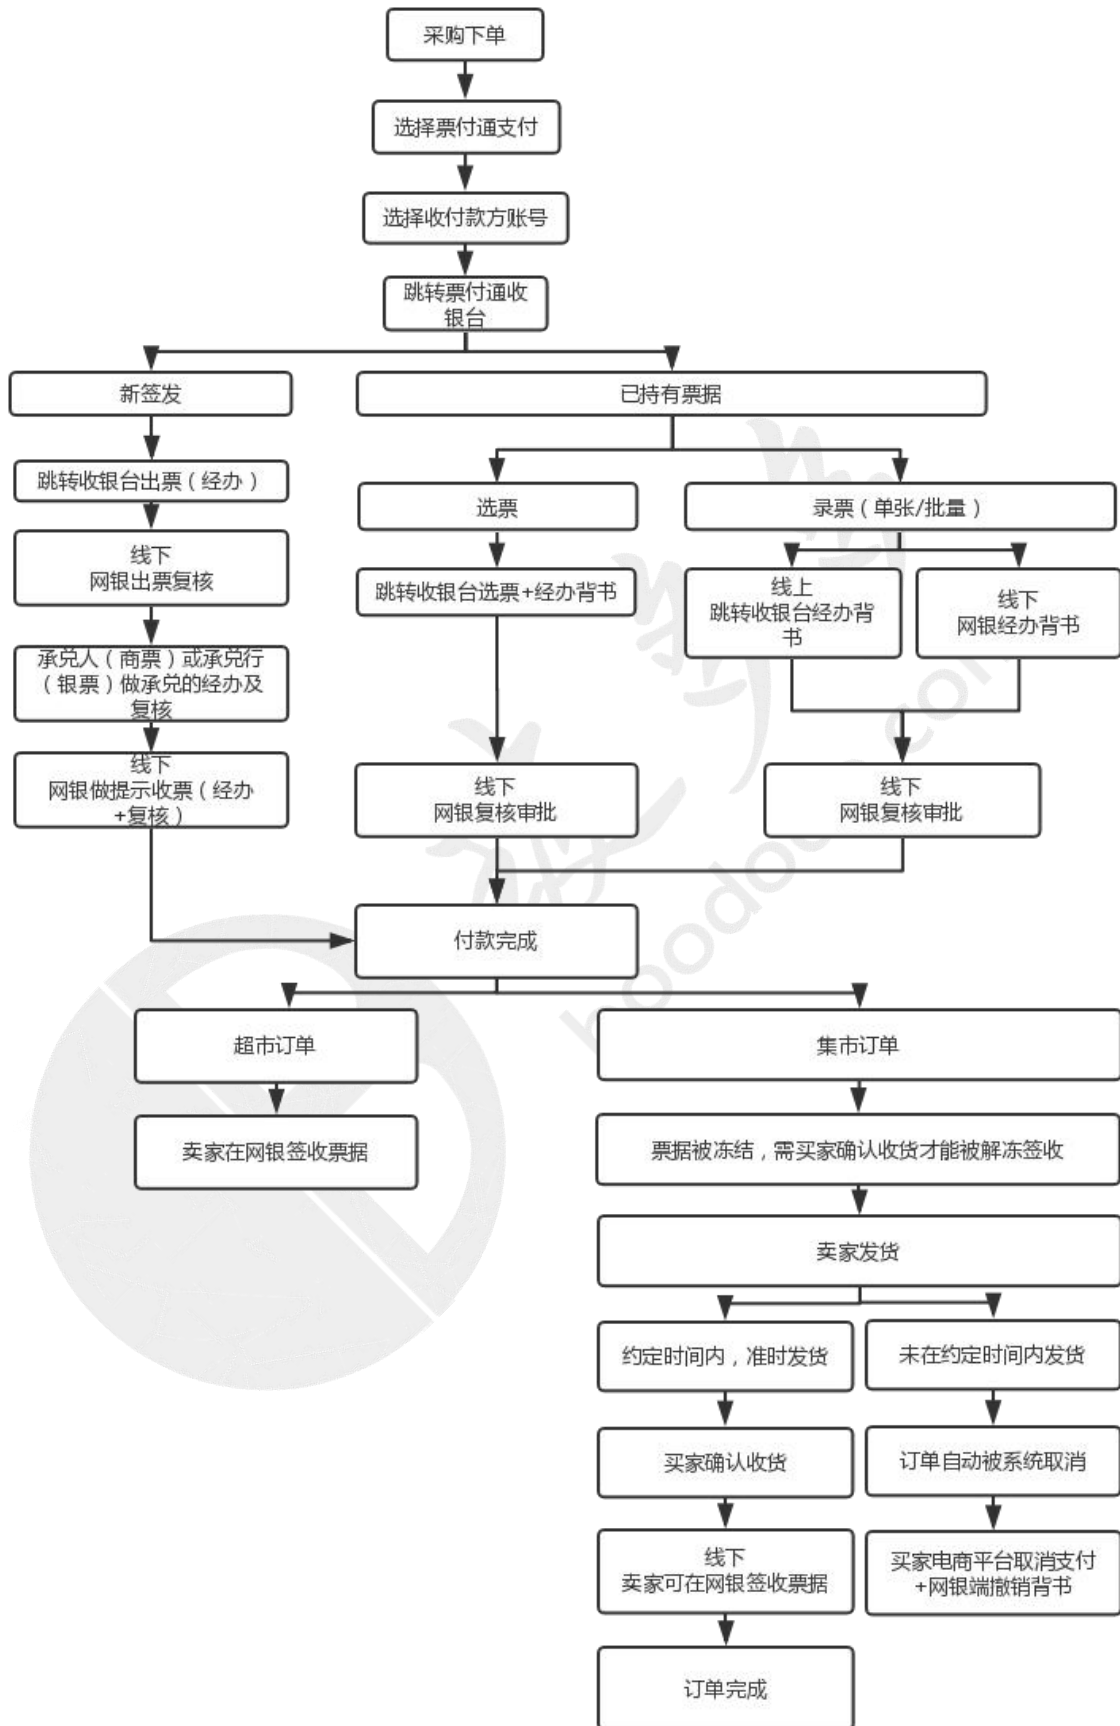 采购下单
选择票付通支付
选择收付款方账号
跳转票付通收
银台
新签发
已持有票据
跳转收银台出票（经办）
选票
录票（单张/批量）
线下
网银出票复核
跳转收银台选票+经办背书
线上
跳转收银台经办背
书
线下
网银经办背书
承兑人（商票）或承兑行
（银票）做承兑的经办及
复核
线下
网银做提示收票（经办
+复核）
线下
网银复核审批
线下
网银复核审批
付款完成
超市订单
集市订单
卖家在网银签收票据
票据被冻结，需买家确认收货才能被解冻签收
卖家发货
约定时间内，准时发货
未在约定时间内发货
买家确认收货
订单自动被系统取消
线下
卖家可在网银签收票据
买家电商平台取消支付
+网银端撤销背书
订单完成